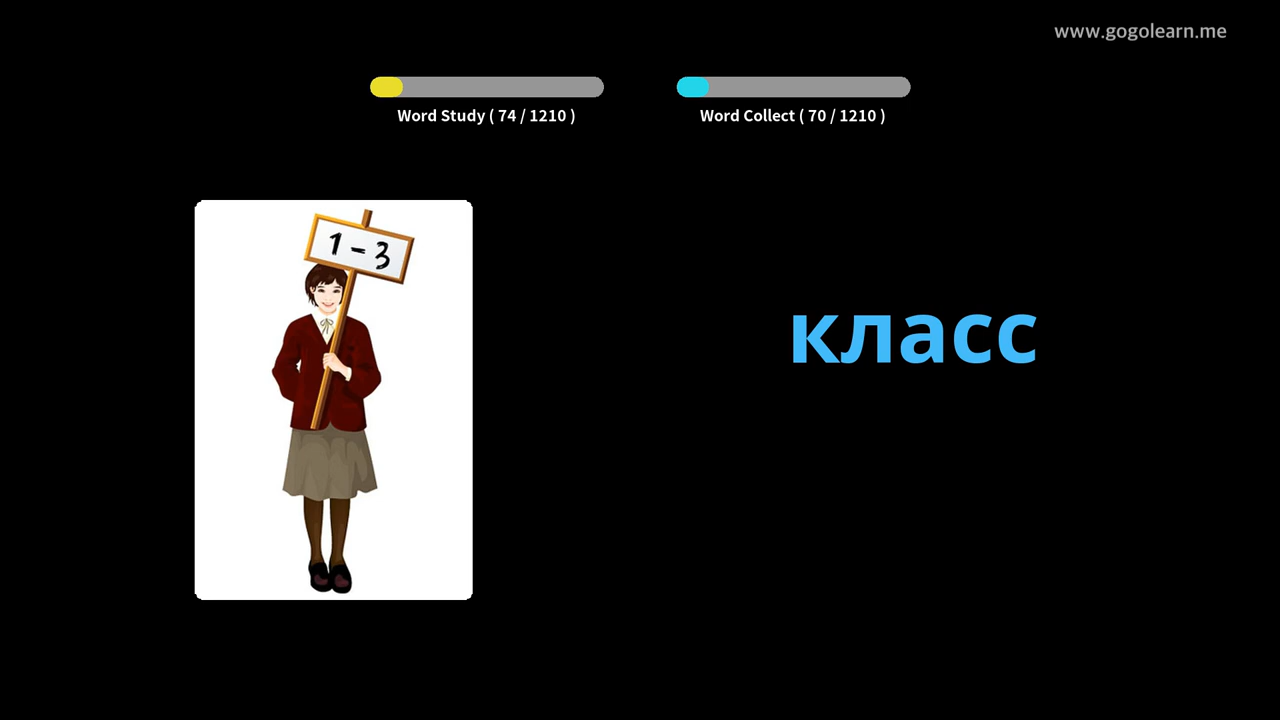 www.gogolearn.me
Word Study ( 74 / 1210 )
Word Collect ( 70 / 1210 )
1 - 3
класс